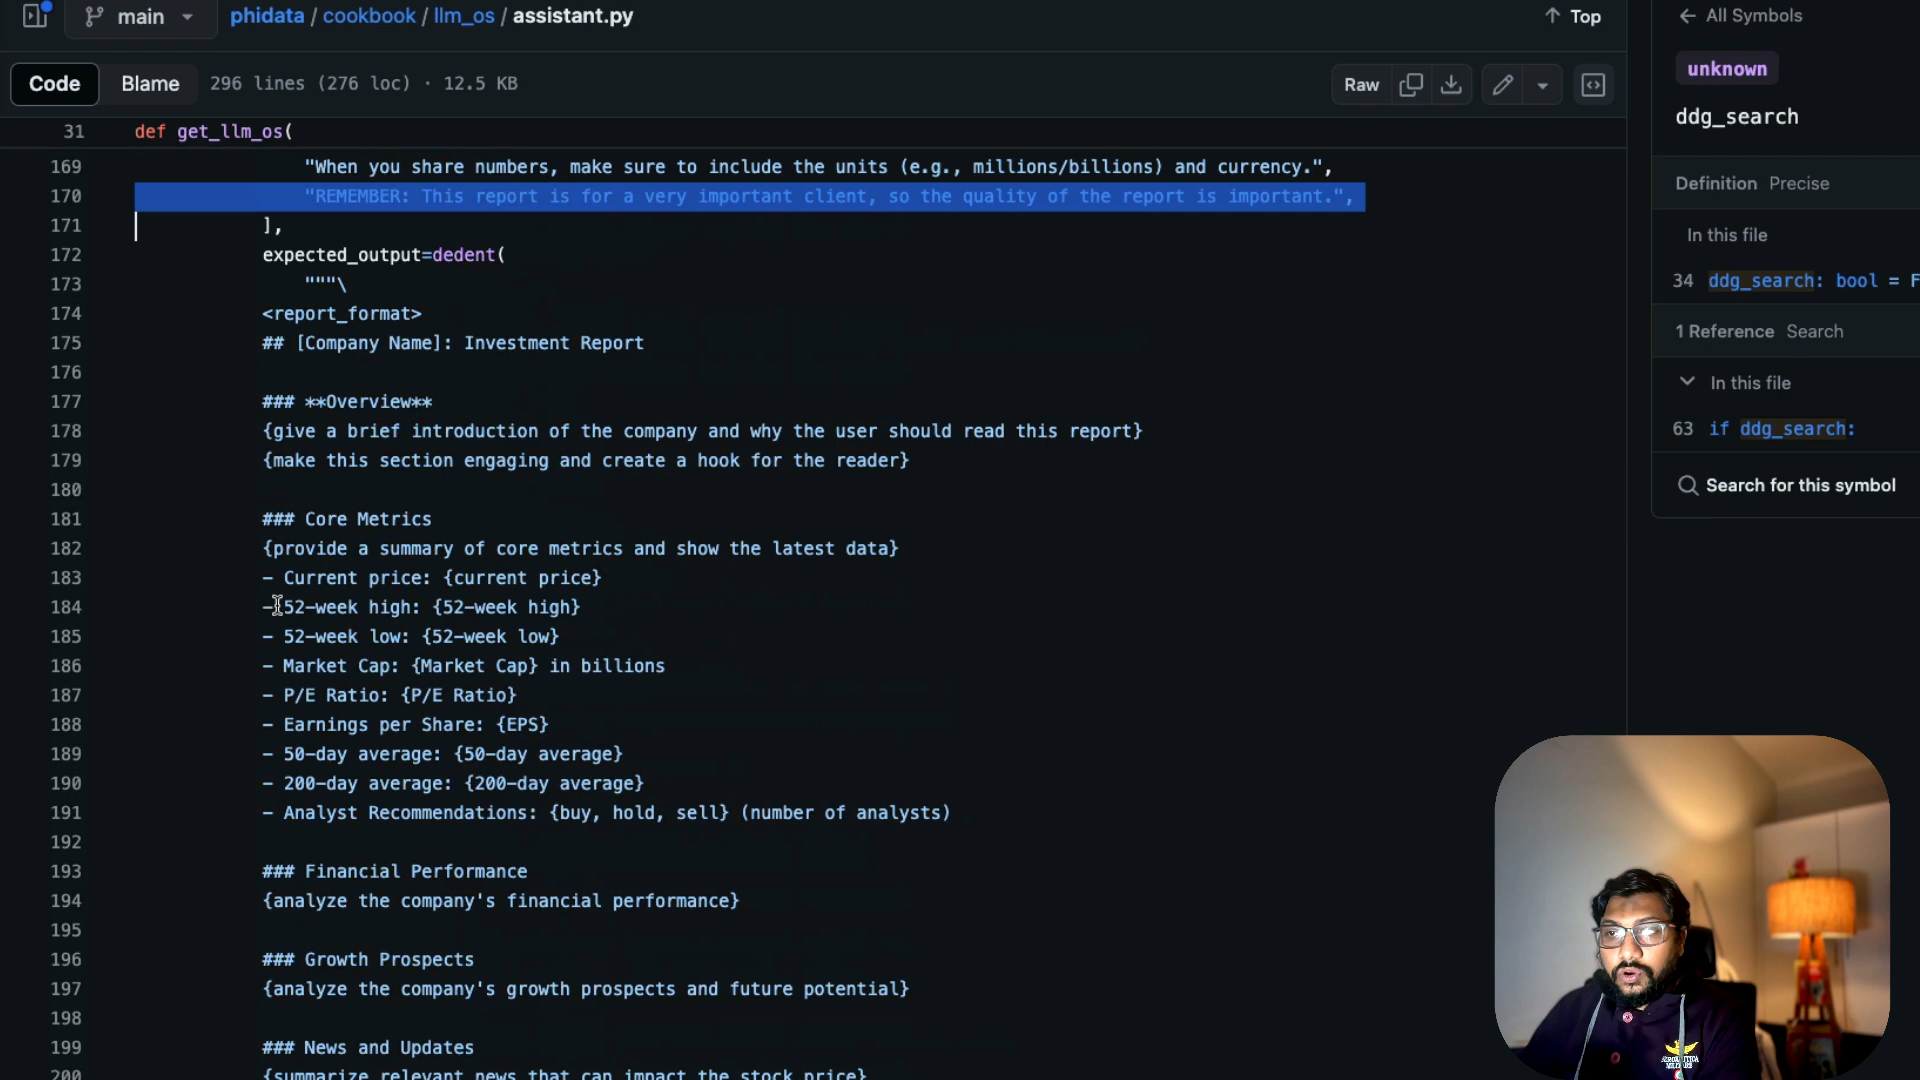 main
phidata / cookbook / llm_os / assistant.py
Top
Code
Blame
296 lines (276 loc) · 12.5 KB
Raw
31 def get_llm_os(
169 "When you share numbers, make sure to include the units (e.g., millions/billions) and currency.",
170 "REMEMBER: This report is for a very important client, so the quality of the report is important.",
171 ],
172 expected_output=dedent(
173 """\
174 <report_format>
175 ## [Company Name]: Investment Report
176
177 ### **Overview**
178 {give a brief introduction of the company and why the user should read this report}
179 {make this section engaging and create a hook for the reader}
180
181 ### Core Metrics
182 {provide a summary of core metrics and show the latest data}
183 - Current price: {current price}
184 - 52-week high: {52-week high}
185 - 52-week low: {52-week low}
186 - Market Cap: {Market Cap} in billions
187 - P/E Ratio: {P/E Ratio}
188 - Earnings per Share: {EPS}
189 - 50-day average: {50-day average}
190 - 200-day average: {200-day average}
191 - Analyst Recommendations: {buy, hold, sell} (number of analysts)
192
193 ### Financial Performance
194 {analyze the company's financial performance}
195
196 ### Growth Prospects
197 {analyze the company's growth prospects and future potential}
198
199 ### News and Updates
200 {summarize relevant news that can impact the stock price}
All Symbols
unknown
ddg_search
Definition Precise
In this file
34 ddg_search: bool = F
1 Reference Search
In this file
63 if ddg_search:
Search for this symbol